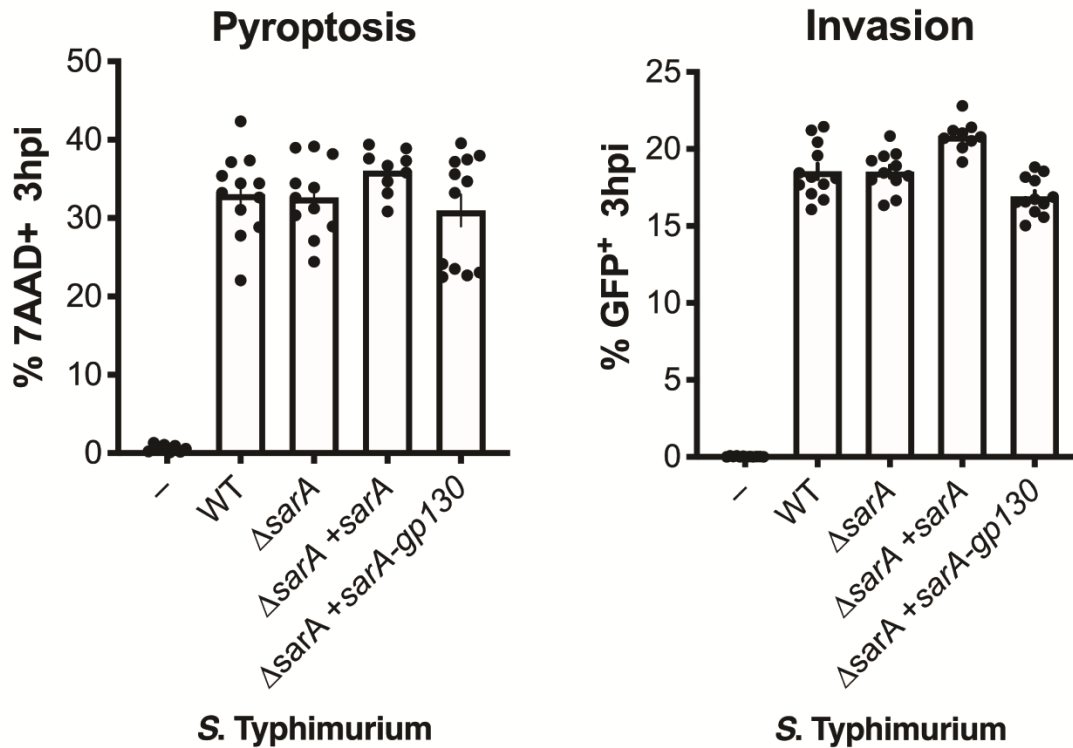 Pyroptosis
50
40
30
20
10
0
% 7AAD+ 3hpi
–
WT
ΔsarA
ΔsarA +sarA
ΔsarA +sarA-gp130
S. Typhimurium
Invasion
25
20
15
10
5
0
% GFP⁺ 3hpi
–
WT
ΔsarA
ΔsarA +sarA
ΔsarA +sarA-gp130
S. Typhimurium